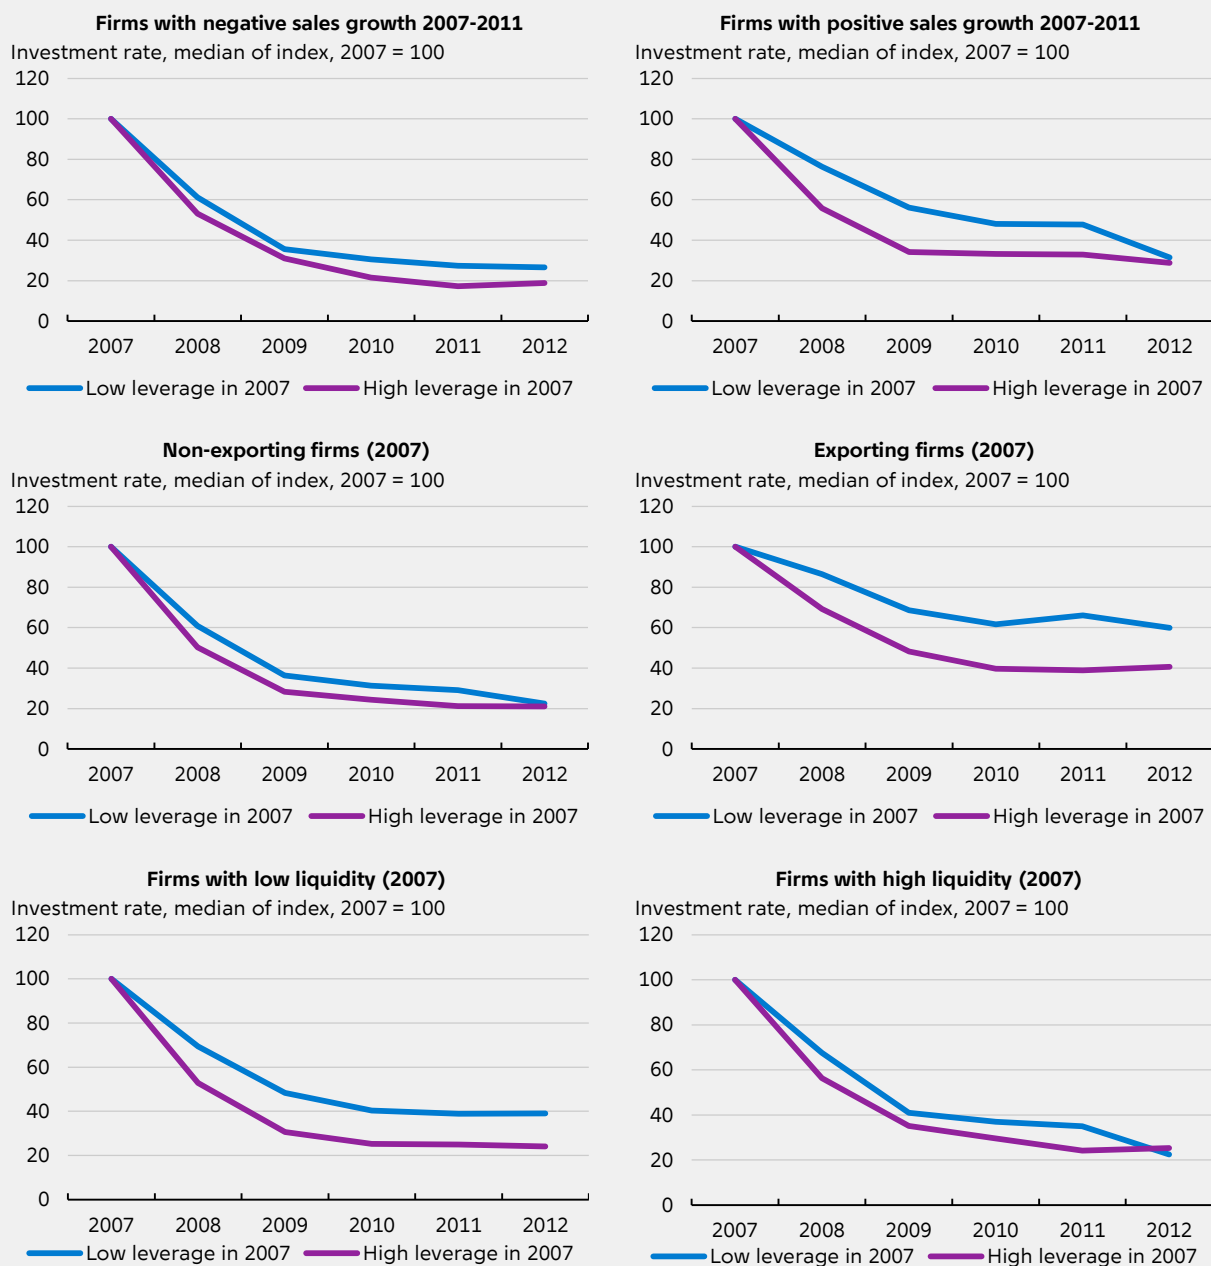 Firms with negative sales growth 2007-2011
Investment rate, median of index, 2007 = 100
120
100
80
60
40
20
0
2007 2008 2009 2010 2011 2012
Low leverage in 2007 High leverage in 2007
Firms with positive sales growth 2007-2011
Investment rate, median of index, 2007 = 100
120
100
80
60
40
20
0
2007 2008 2009 2010 2011 2012
Low leverage in 2007 High leverage in 2007
Non-exporting firms (2007)
Investment rate, median of index, 2007 = 100
120
100
80
60
40
20
0
2007 2008 2009 2010 2011 2012
Low leverage in 2007 High leverage in 2007
Exporting firms (2007)
Investment rate, median of index, 2007 = 100
120
100
80
60
40
20
0
2007 2008 2009 2010 2011 2012
Low leverage in 2007 High leverage in 2007
Firms with low liquidity (2007)
Investment rate, median of index, 2007 = 100
120
100
80
60
40
20
0
2007 2008 2009 2010 2011 2012
Low leverage in 2007 High leverage in 2007
Firms with high liquidity (2007)
Investment rate, median of index, 2007 = 100
120
100
80
60
40
20
0
2007 2008 2009 2010 2011 2012
Low leverage in 2007 High leverage in 2007